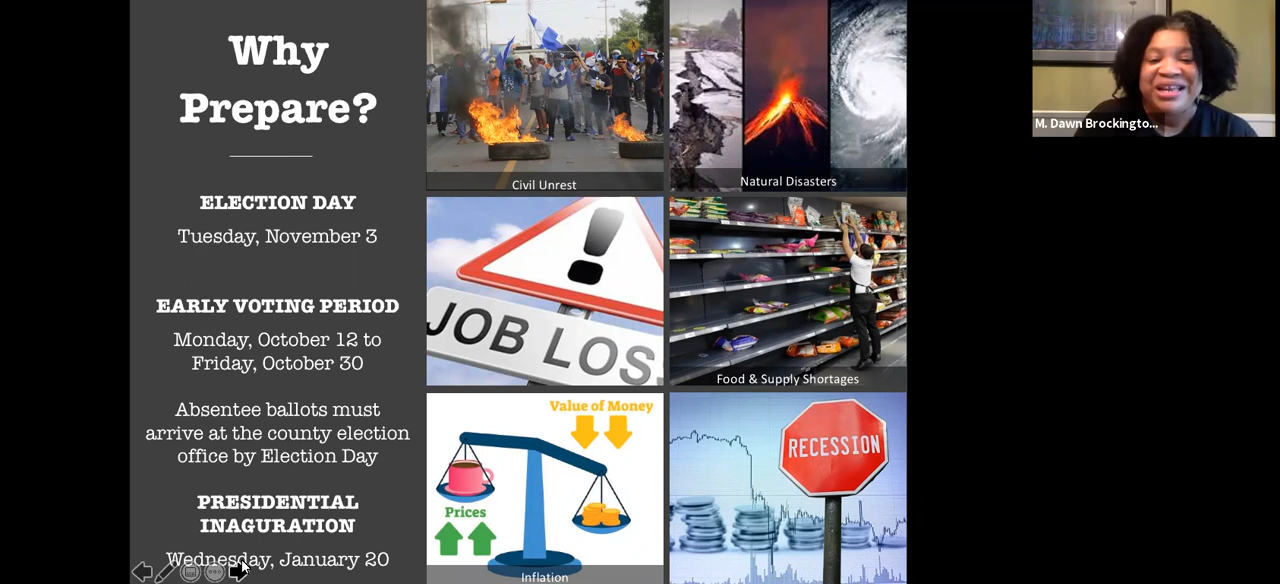 Why
Prepare?
ELECTION DAY
Tuesday, November 3
EARLY VOTING PERIOD
Monday, October 12 to
Friday, October 30
Absentee ballots must
arrive at the county election
office by Election Day
PRESIDENTIAL
INAGURATION
Wednesday, January 20
Civil Unrest
Natural Disasters
!
JOB LOS
Food & Supply Shortages
Value of Money
Prices
Inflation
RECESSION
M. Dawn Brockingto...